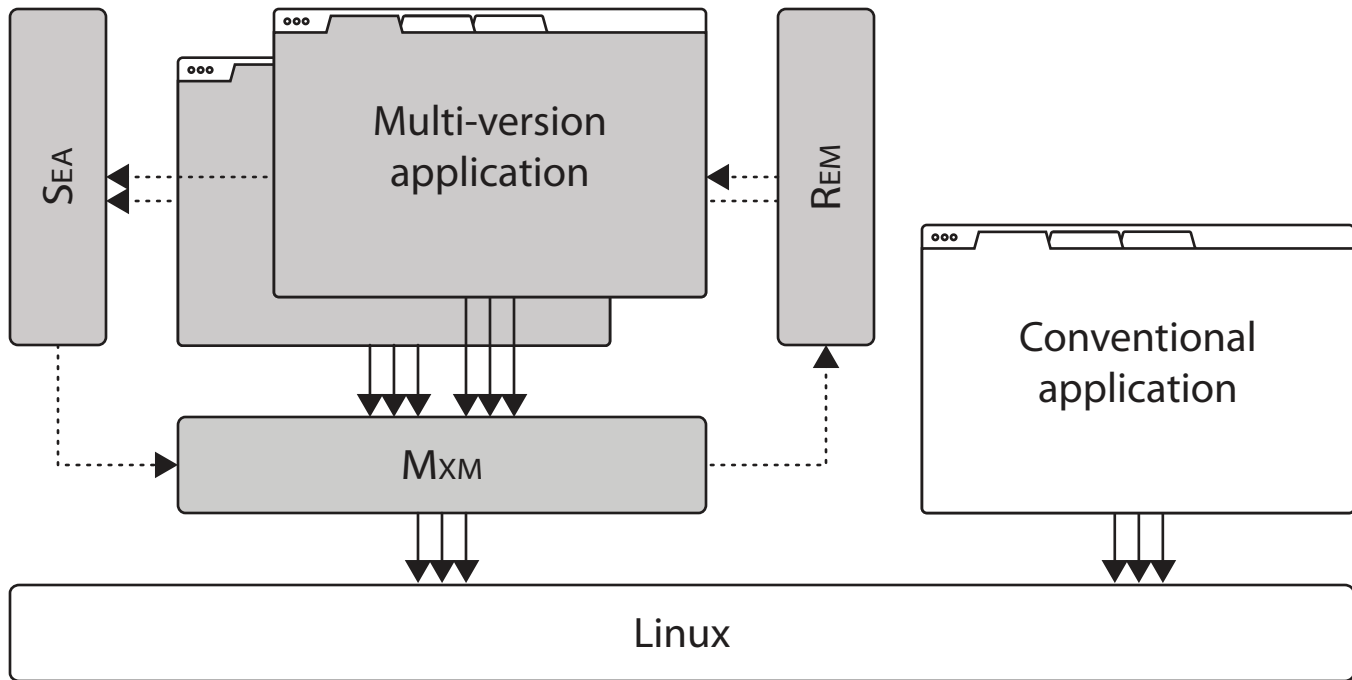 Multi-version
application
SEA
REM
Conventional
application
MXM
Linux